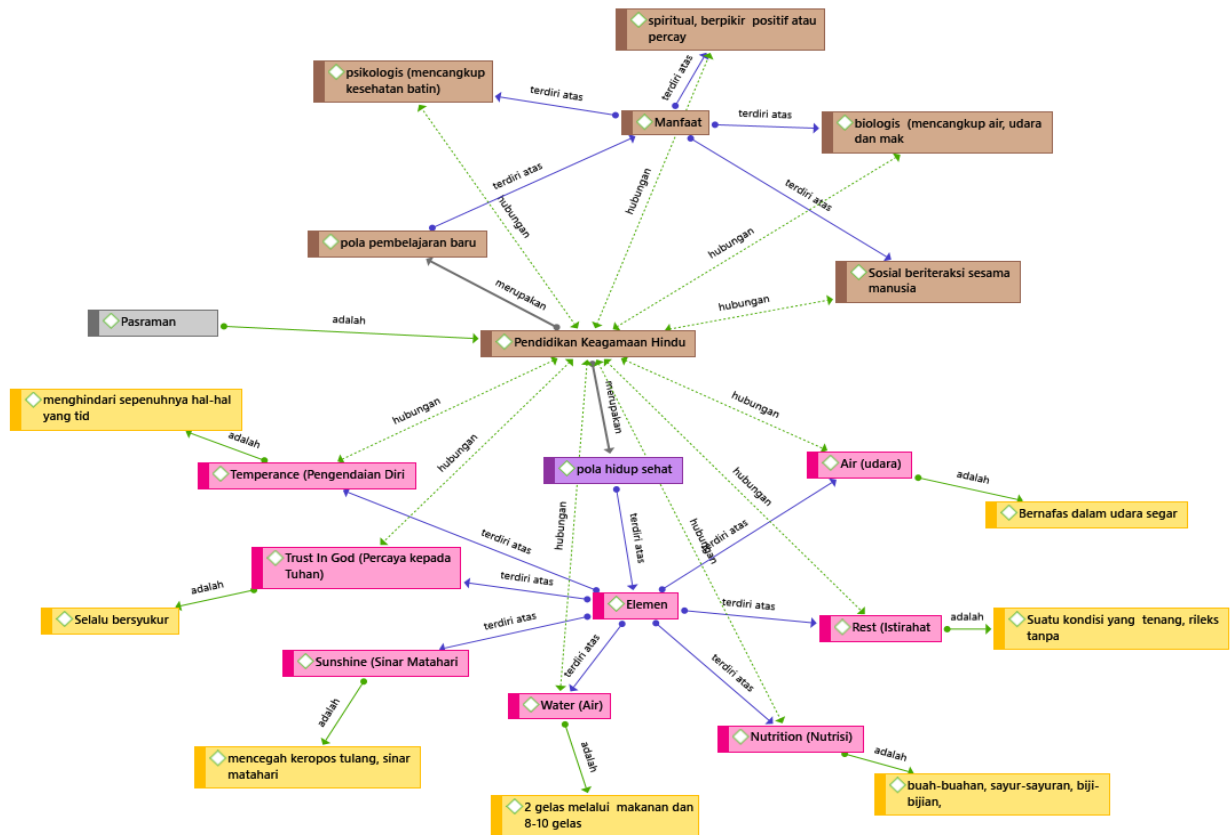 spiritual, berpikir  positif atau
percay
psikologis (mencangkup
kesehatan batin)
terdiri atas
terdiri atas
Manfaat
terdiri atas
biologis  (mencangkup air, udara
dan mak
terdiri atas
hubungan
hubungan
terdiri atas
hubungan
pola pembelajaran baru
Sosial beriteraksi sesama
manusia
merupakan
hubungan
Pasraman
adalah
Pendidikan Keagamaan Hindu
menghindari sepenuhnya hal-hal
yang tid
hubungan
merupakan
hubungan
adalah
hubungan
Temperance (Pengendaian Diri
pola hidup sehat
Air (udara)
adalah
hubungan
Bernafas dalam udara segar
hubungan
terdiri atas
terdiri atas
terdiri atas
hubungan
Trust In God (Percaya kepada
Tuhan)
terdiri atas
adalah
Elemen
terdiri atas
Selalu bersyukur
Rest (Istirahat
adalah
Suatu kondisi yang  tenang, rileks
tanpa
terdiri atas
Sunshine (Sinar Matahari
terdiri atas
terdiri atas
Water (Air)
adalah
Nutrition (Nutrisi)
mencegah keropos tulang, sinar
matahari
adalah
adalah
buah-buahan, sayur-sayuran, biji-
bijian,
2 gelas melalui  makanan dan
8-10 gelas